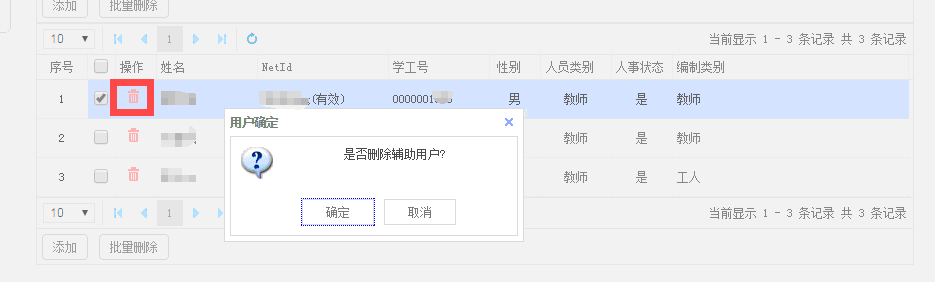 添加 批量删除
10 1 当前显示 1 - 3 条记录 共 3 条记录
序号 操作 姓名 NetId 学工号 性别 人员类别 人事状态 编制类别
1 (有效) 0000001 男 教师 是 教师
用户确定
是否删除辅助用户?
确定 取消
2 教师 是 教师
3 教师 是 工人
10 1 当前显示 1 - 3 条记录 共 3 条记录
添加 批量删除